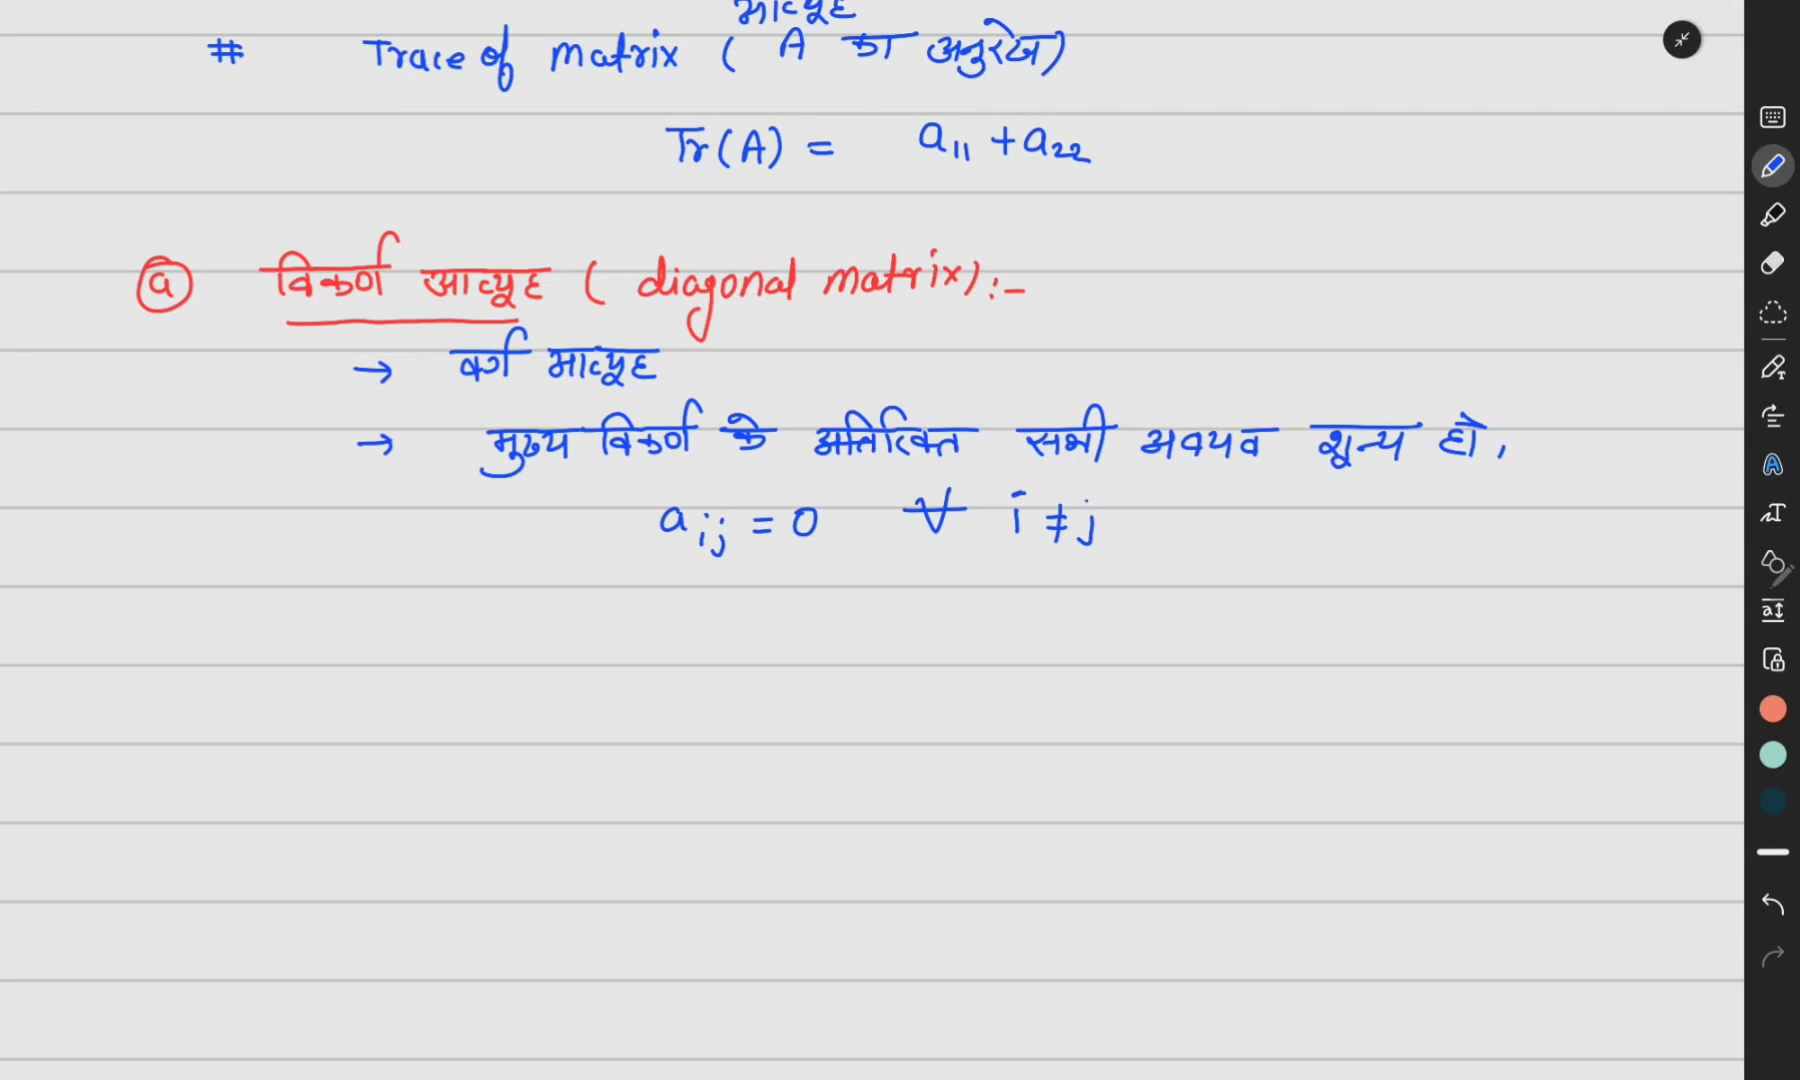 आव्यूह
# Trace of matrix ( A का अनुरेख)
Tr(A) = a₁₁ + a₂₂
ⓐ विकर्ण आव्यूह ( diagonal matrix) :-
→ वर्ग आव्यूह
→ मुख्य विकर्ण के अतिरिक्त सभी अवयव शून्य हो,
aᵢⱼ = 0 ∀ i ≠ j